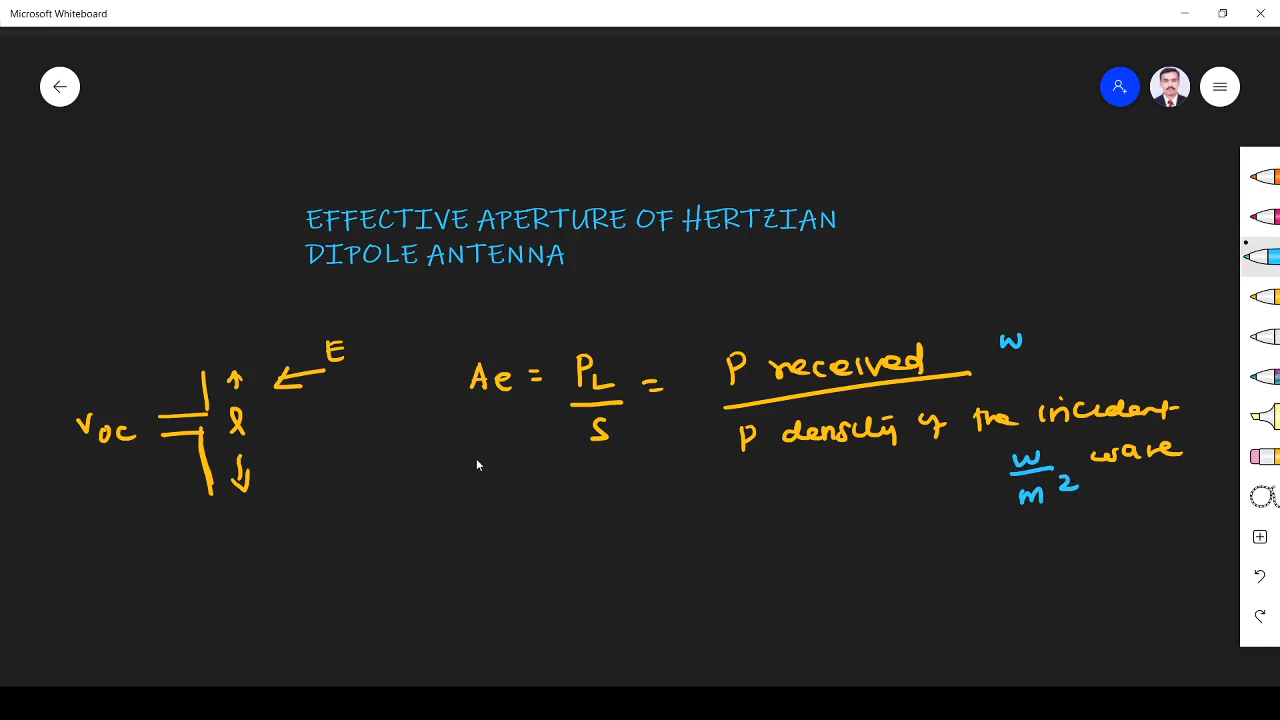 Microsoft Whiteboard
EFFECTIVE APERTURE OF HERTZIAN
DIPOLE ANTENNA
E
l
VOC
Ae = PL / S = P received / P density of the incident wave
W
W / m2